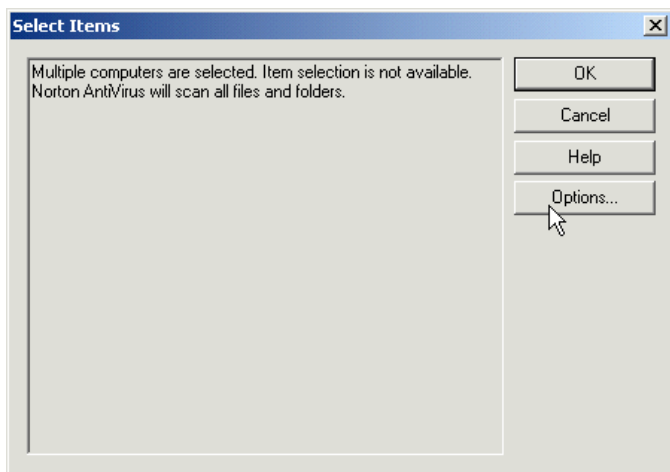 Select Items
Multiple computers are selected. Item selection is not available.
Norton AntiVirus will scan all files and folders.
OK
Cancel
Help
Options...